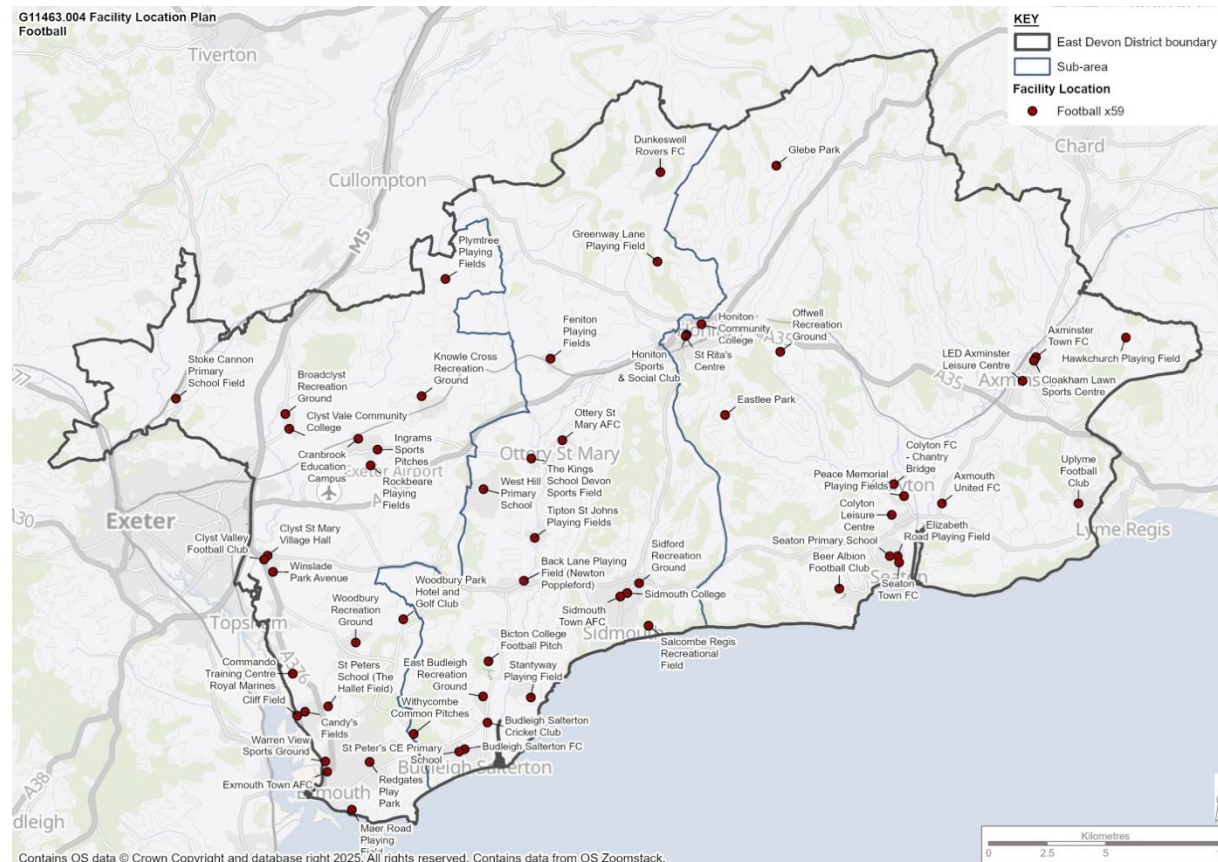 G11463.004 Facility Location Plan
Football
KEY
East Devon District boundary
Sub-area
Facility Location
Football x59
Tiverton
Cullompton
M5
Chard
Dunkeswell
Rovers FC
Glebe Park
Greenway Lane
Playing Field
Plymtree
Playing
Fields
Feniton
Playing
Fields
Honiton
Community
College
Honiton
Sports
& Social Club
St Rita's
Centre
Offwell
Recreation
Ground
A35
Axminster
Town FC
LED Axminster
Leisure Centre
Hawkchurch Playing Field
Cloakham Lawn
Sports Centre
A35
Stoke Cannon
Primary
School Field
Broadclyst
Recreation
Ground
Knowle Cross
Recreation
Ground
Clyst Vale Community
College
Cranbrook
Education
Campus
Ingrams
Sports
Pitches
Exeter Airport
Rockbeare
Playing
Fields
Ottery St
Mary AFC
Ottery St Mary
The Kings
School Devon
Sports Field
West Hill
Primary
School
Eastlee Park
Colyton FC
- Chantry
Bridge
Peace Memorial
Playing Fields
Axmouth
United FC
Uplyme
Football
Club
Colyton
Leisure
Centre
Lyme Regis
A30
Exeter
Clyst St Mary
Village Hall
Clyst Valley
Football Club
Winslade
Park Avenue
Tipton St Johns
Playing Fields
Back Lane Playing
Field (Newton
Poppleford)
Sidford
Recreation
Ground
Seaton Primary School
Elizabeth
Road Playing Field
Beer Albion
Football Club
Seaton
Seaton
Town FC
Woodbury Park
Hotel and
Golf Club
Woodbury
Recreation
Ground
Topsham
Sidmouth College
Sidmouth
Town AFC
Sidmouth
Salcombe Regis
Recreational
Field
Bicton College
Football Pitch
A376
Commando
Training Centre
Royal Marines
St Peters
School (The
Hallet Field)
East Budleigh
Recreation
Ground
Stantyway
Playing Field
Cliff Field
Candy's
Fields
Withycombe
Common Pitches
Budleigh Salterton
Cricket Club
Warren View
Sports Ground
St Peter's CE Primary
School
Budleigh Salterton FC
Budleigh Salterton
Exmouth Town AFC
Redgates
Play
Park
Maer Road
Playing
Field
A38
Kilometres
0 2.5 5
Contains OS data © Crown Copyright and database right 2025. All rights reserved. Contains data from OS Zoomstack.